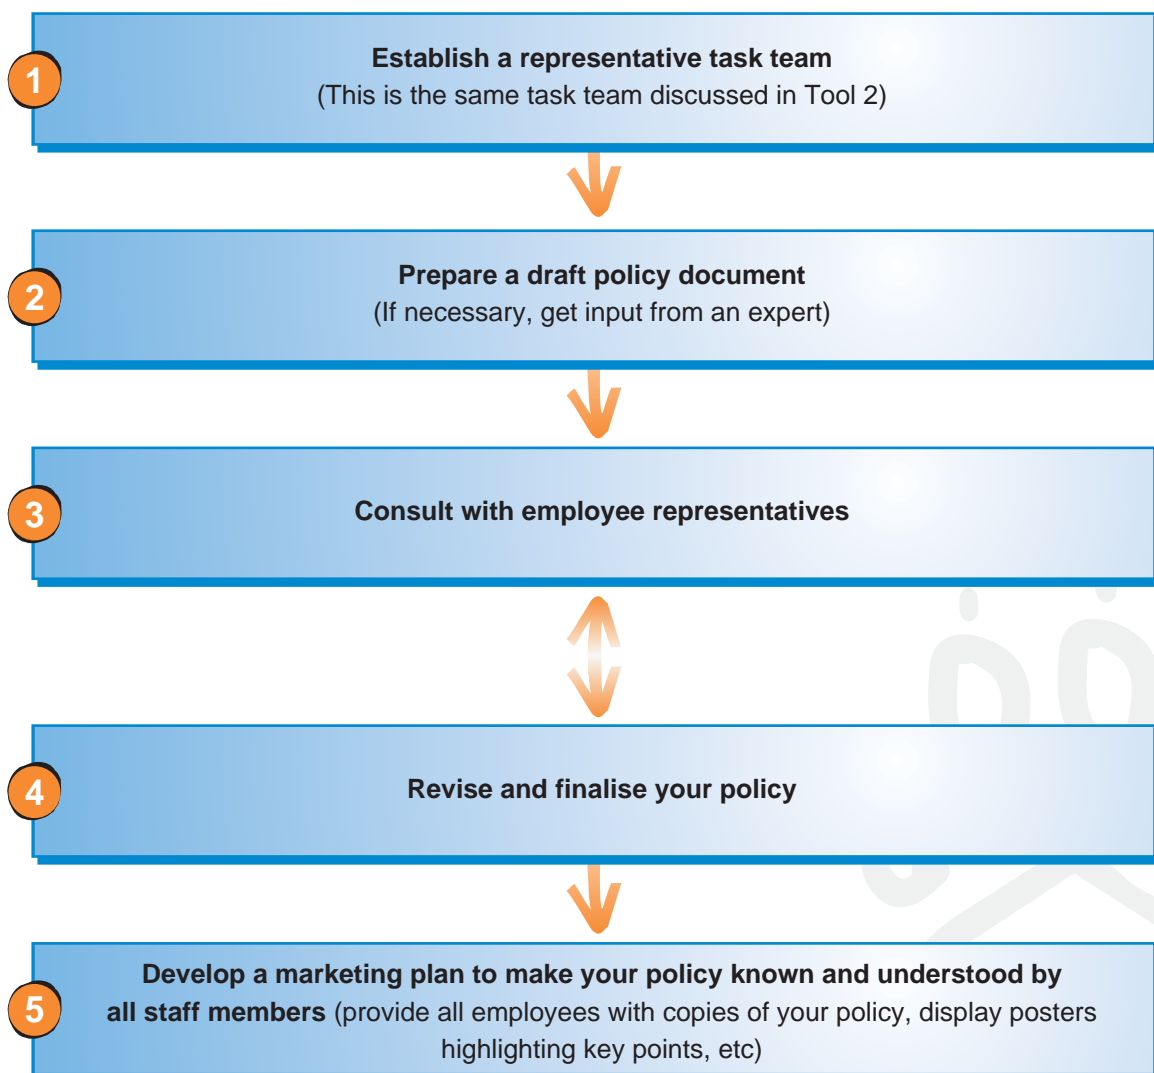 1
Establish a representative task team
(This is the same task team discussed in Tool 2)
2
Prepare a draft policy document
(If necessary, get input from an expert)
3
Consult with employee representatives
4
Revise and finalise your policy
5
Develop a marketing plan to make your policy known and understood by
all staff members (provide all employees with copies of your policy, display posters
highlighting key points, etc)